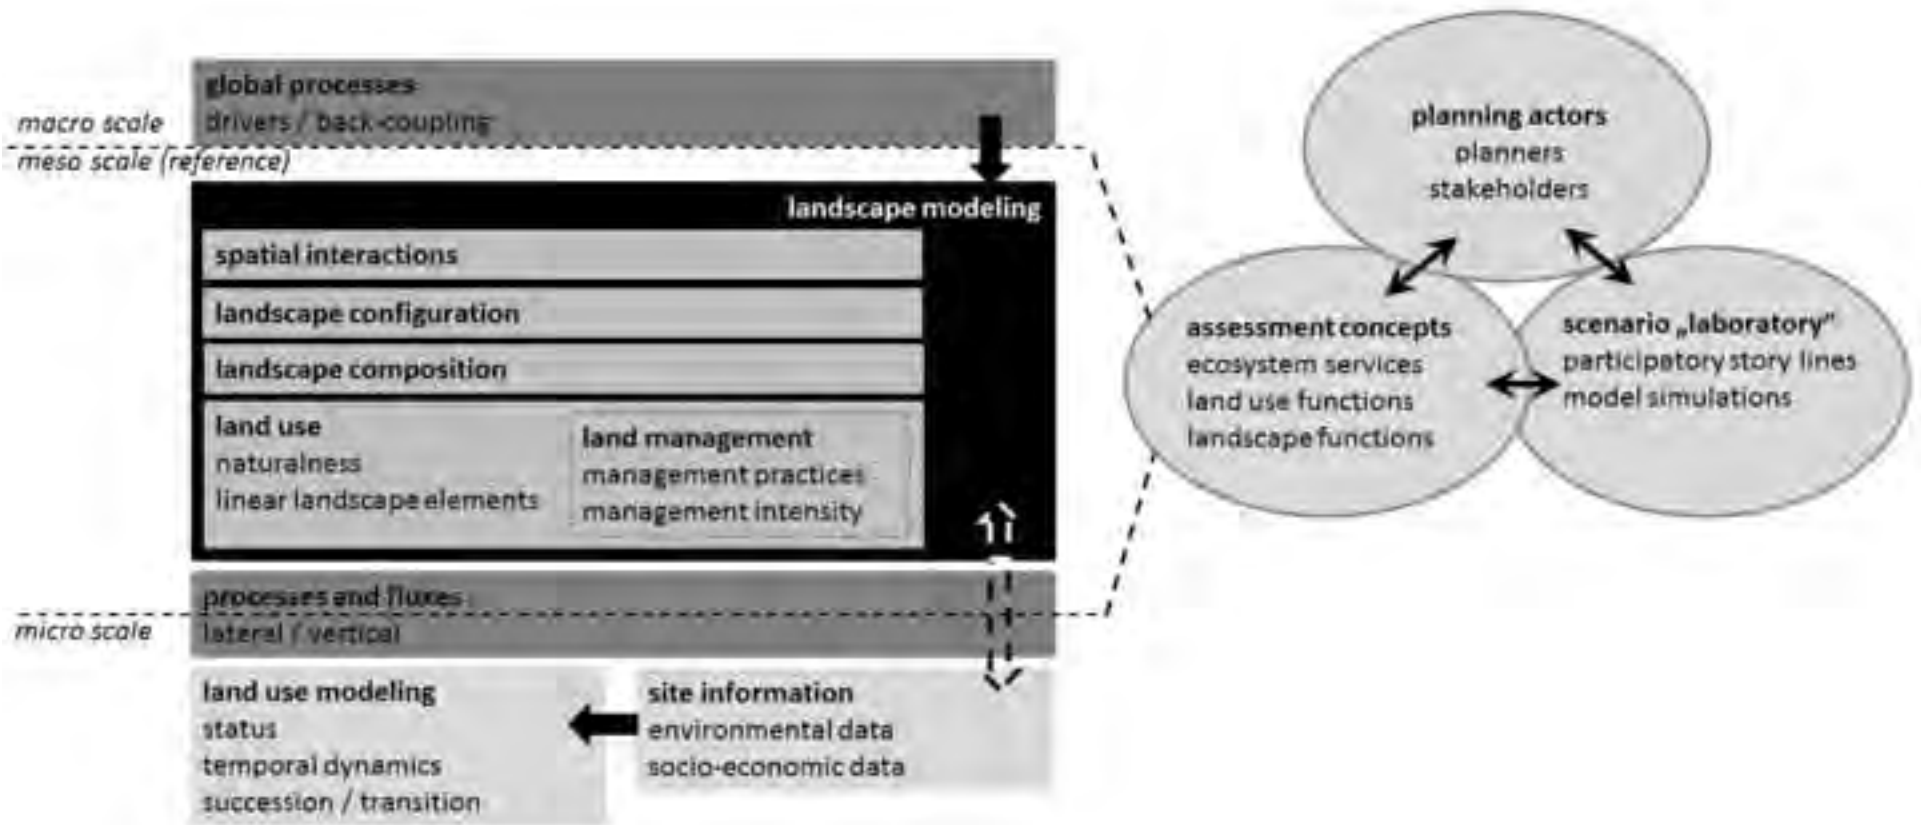 global processes
drivers / back-coupling
macro scale
meso scale (reference)
landscape modeling
spatial interactions
landscape configuration
landscape composition
land use
naturalness
linear landscape elements
land management
management practices
management intensity
processes and fluxes
lateral / vertical
micro scale
land use modeling
status
temporal dynamics
succession / transition
site information
environmental data
socio-economic data
planning actors
planners
stakeholders
assessment concepts
ecosystem services
land use functions
landscape functions
scenario „laboratory”
participatory story lines
model simulations